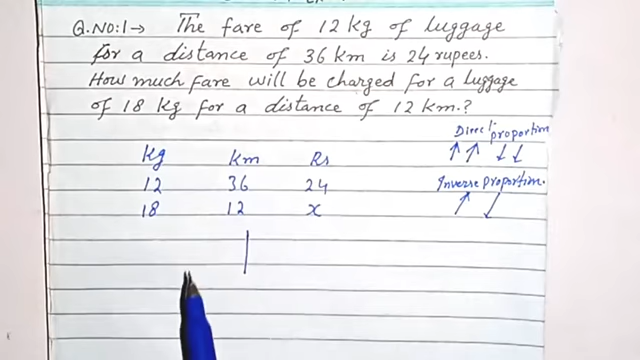 Q.NO:1→ The fare of 12 kg of luggage
for a distance of 36 km is 24 rupees.
How much fare will be charged for a luggage
of 18 kg for a distance of 12 km.?
Direct proportion
↑ ↑ ↓ ↓
Kg Km Rs
12 36 24
Inverse proportion.
↑ ↓
18 12 x